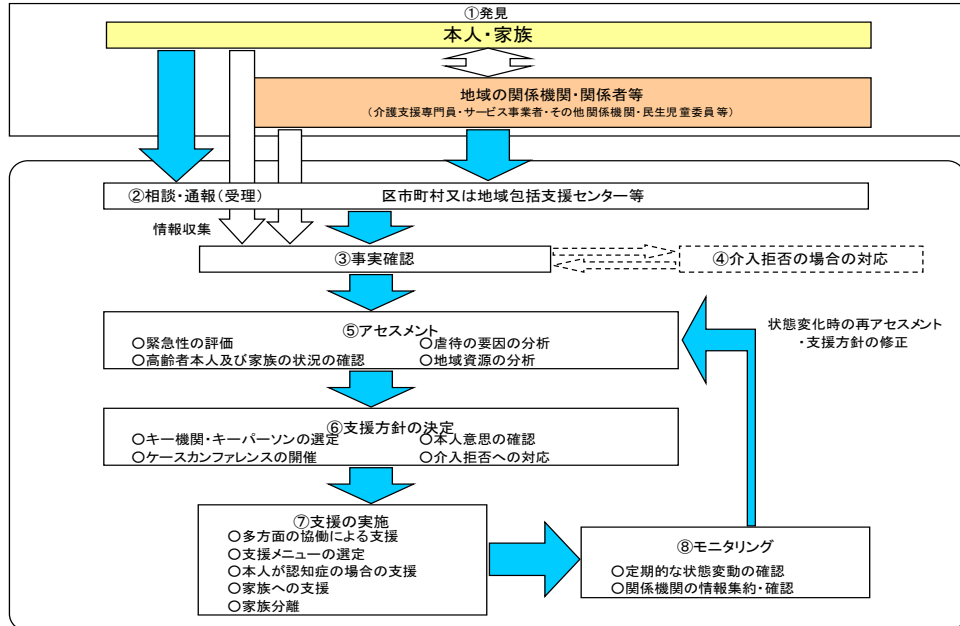 ①発見
本人・家族
地域の関係機関・関係者等
(介護支援専門員・サービス事業者・その他関係機関・民生児童委員等)
②相談・通報(受理)
区市町村又は地域包括支援センター等
情報収集
③事実確認
④介入拒否の場合の対応
⑤アセスメント
○緊急性の評価
○虐待の要因の分析
○高齢者本人及び家族の状況の確認
○地域資源の分析
状態変化時の再アセスメント
・支援方針の修正
⑥支援方針の決定
○キー機関・キーパーソンの選定
○本人意思の確認
○ケースカンファレンスの開催
○介入拒否への対応
⑦支援の実施
○多方面の協働による支援
○支援メニューの選定
○本人が認知症の場合の支援
○家族への支援
○家族分離
⑧モニタリング
○定期的な状態変動の確認
○関係機関の情報集約・確認